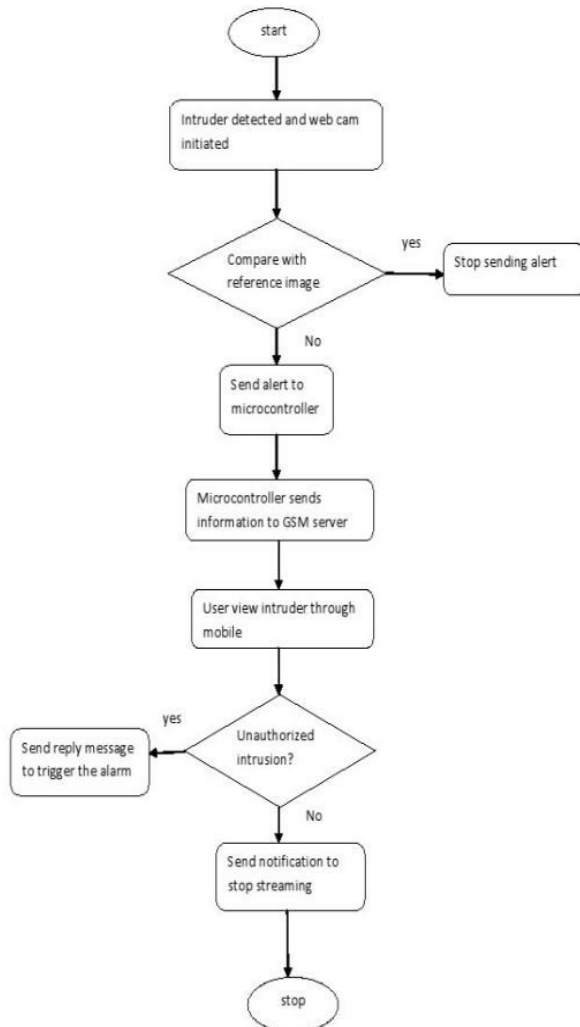 start
Intruder detected and web cam
initiated
Compare with
reference image
yes
Stop sending alert
No
Send alert to
microcontroller
Microcontroller sends
information to GSM server
User view intruder through
mobile
Unauthorized
intrusion?
yes
Send reply message
to trigger the alarm
No
Send notification to
stop streaming
stop